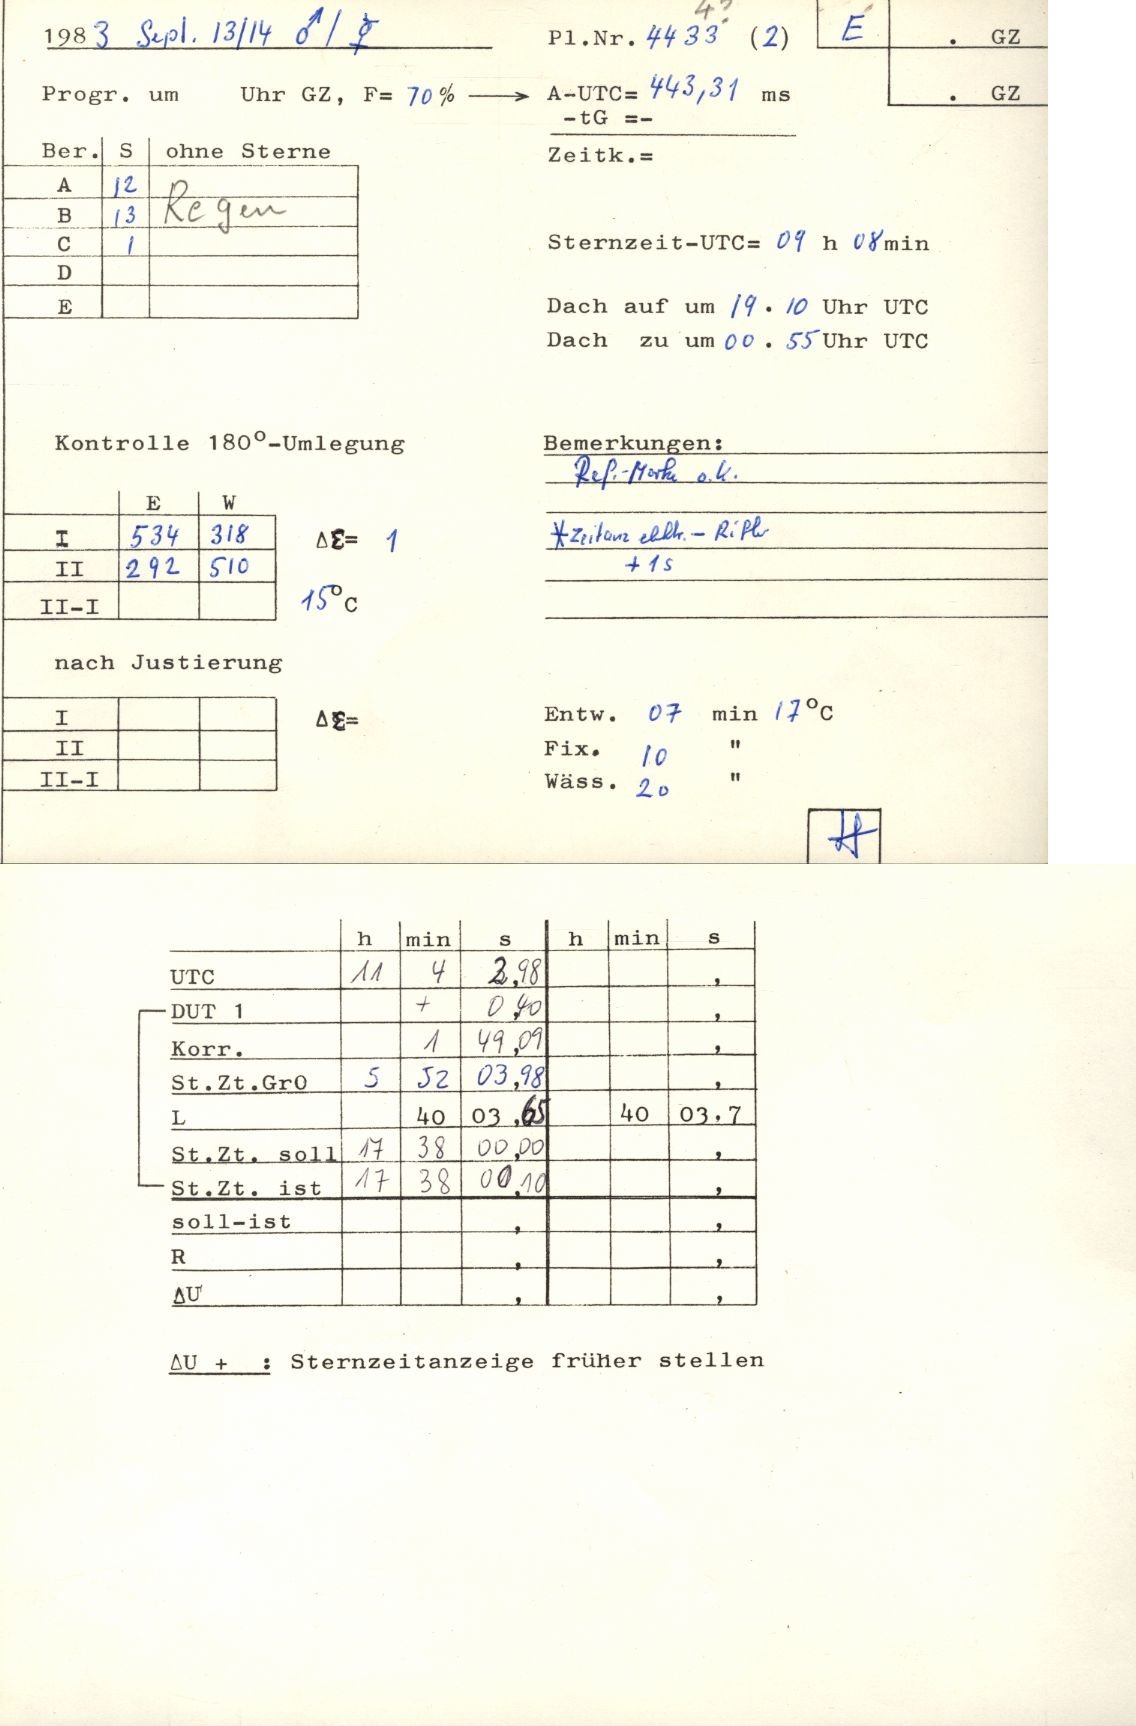 1983 Sept. 13/14 ♂ / ☿ Pl.Nr. 4433 (2) E . GZ
Progr. um Uhr GZ, F= 70% → A-UTC= 443,31 ms . GZ
-tG =-
Zeitk.=
Ber. S ohne Sterne
A 12
B 13 Regen
C 1
D
E
Sternzeit-UTC= 09 h 08 min
Dach auf um 19 . 10 Uhr UTC
Dach zu um 00 . 55 Uhr UTC
Kontrolle 180°-Umlegung
E W
I 534 318 ΔΣ= 1
II 292 510
II-I 15°C
nach Justierung
I ΔΣ=
II
II-I
Bemerkungen:
Ref.-Marke o.k.
+ 1s
Entw. 07 min 17°C
Fix. 10 "
Wäss. 20 "
h min s h min s
UTC 11 4 2,98 ,
DUT 1 + 0,40 ,
Korr. 1 49,09 ,
St.Zt.Gr0 5 52 03,98 ,
L 40 03,65 40 03.7
St.Zt. soll 17 38 00,00 ,
St.Zt. ist 17 38 00,10 ,
soll-ist , ,
R , ,
ΔU , ,
ΔU + : Sternzeitanzeige früher stellen